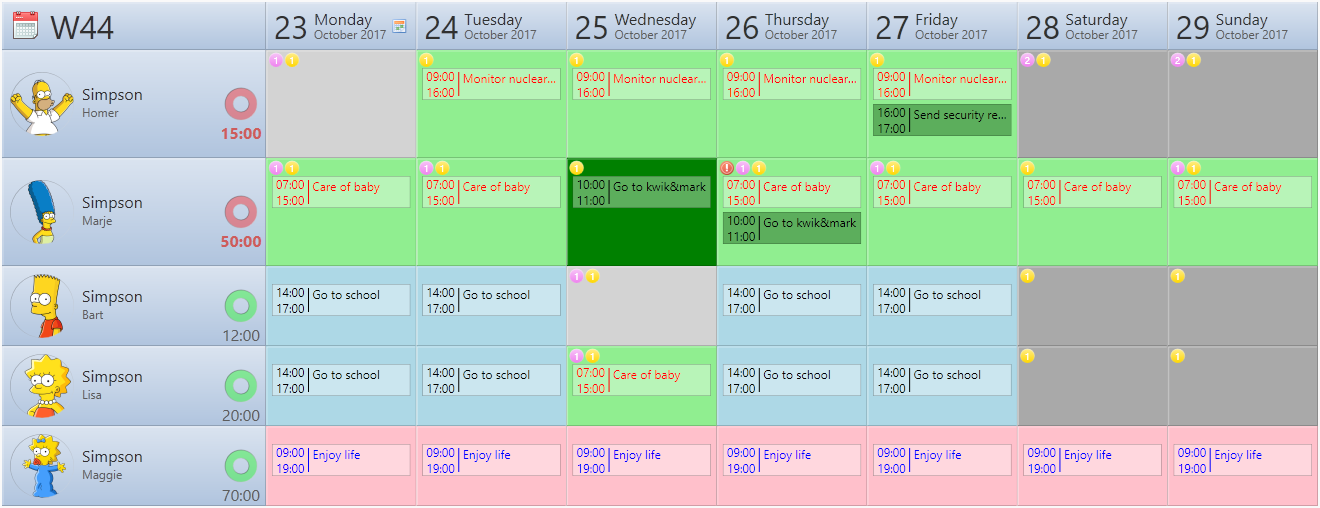 W44
23 Monday October 2017
24 Tuesday October 2017
25 Wednesday October 2017
26 Thursday October 2017
27 Friday October 2017
28 Saturday October 2017
29 Sunday October 2017
Simpson
Homer
15:00
1 1
1
09:00 16:00 Monitor nuclear...
1
09:00 16:00 Monitor nuclear...
1
09:00 16:00 Monitor nuclear...
1
09:00 16:00 Monitor nuclear...
16:00 17:00 Send security re...
2 1
2 1
Simpson
Marje
50:00
1 1
07:00 15:00 Care of baby
1 1
07:00 15:00 Care of baby
1
10:00 11:00 Go to kwik&mark
! 1 1
07:00 15:00 Care of baby
10:00 11:00 Go to kwik&mark
1 1
07:00 15:00 Care of baby
1
07:00 15:00 Care of baby
1 1
07:00 15:00 Care of baby
Simpson
Bart
12:00
14:00 17:00 Go to school
14:00 17:00 Go to school
1 1
14:00 17:00 Go to school
14:00 17:00 Go to school
1
1
Simpson
Lisa
20:00
14:00 17:00 Go to school
14:00 17:00 Go to school
1 1
07:00 15:00 Care of baby
14:00 17:00 Go to school
14:00 17:00 Go to school
1
1
Simpson
Maggie
70:00
09:00 19:00 Enjoy life
09:00 19:00 Enjoy life
09:00 19:00 Enjoy life
09:00 19:00 Enjoy life
09:00 19:00 Enjoy life
09:00 19:00 Enjoy life
09:00 19:00 Enjoy life